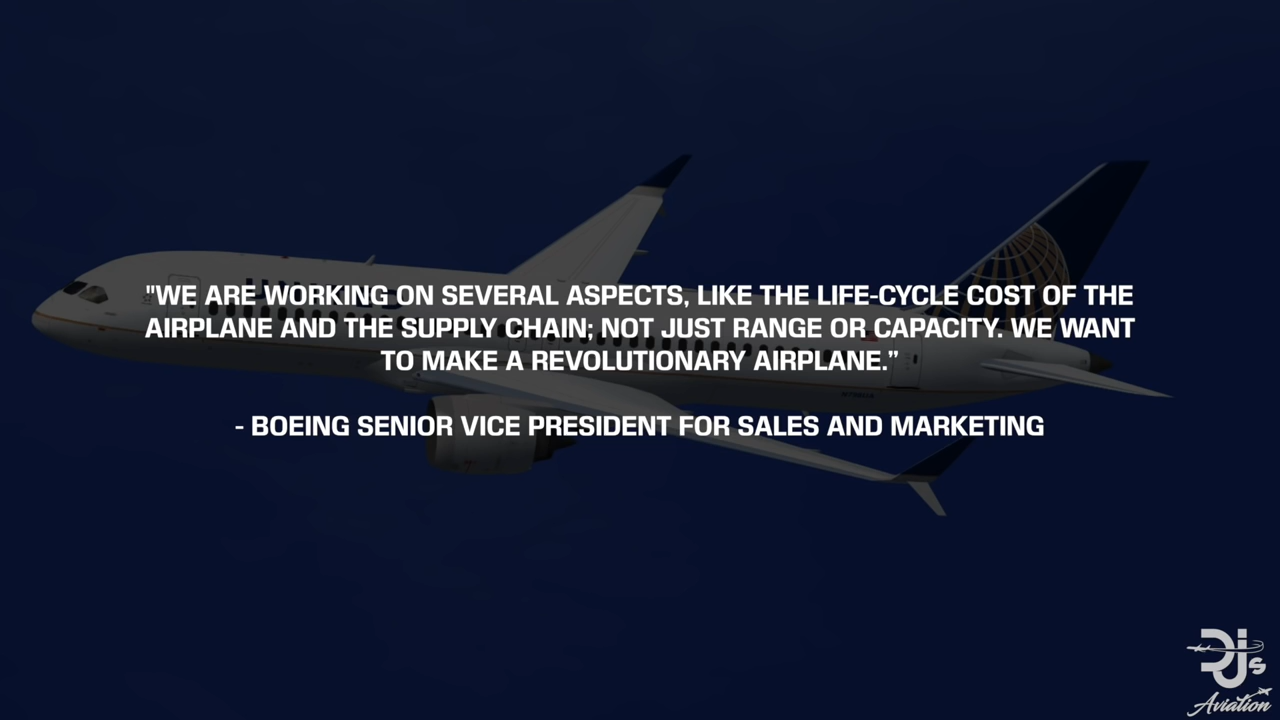 "WE ARE WORKING ON SEVERAL ASPECTS, LIKE THE LIFE-CYCLE COST OF THE
AIRPLANE AND THE SUPPLY CHAIN; NOT JUST RANGE OR CAPACITY. WE WANT
TO MAKE A REVOLUTIONARY AIRPLANE.”
- BOEING SENIOR VICE PRESIDENT FOR SALES AND MARKETING
DJs
Aviation